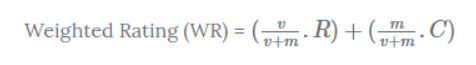 Weighted Rating (WR) = (v/v+m . R) + (m/v+m . C)